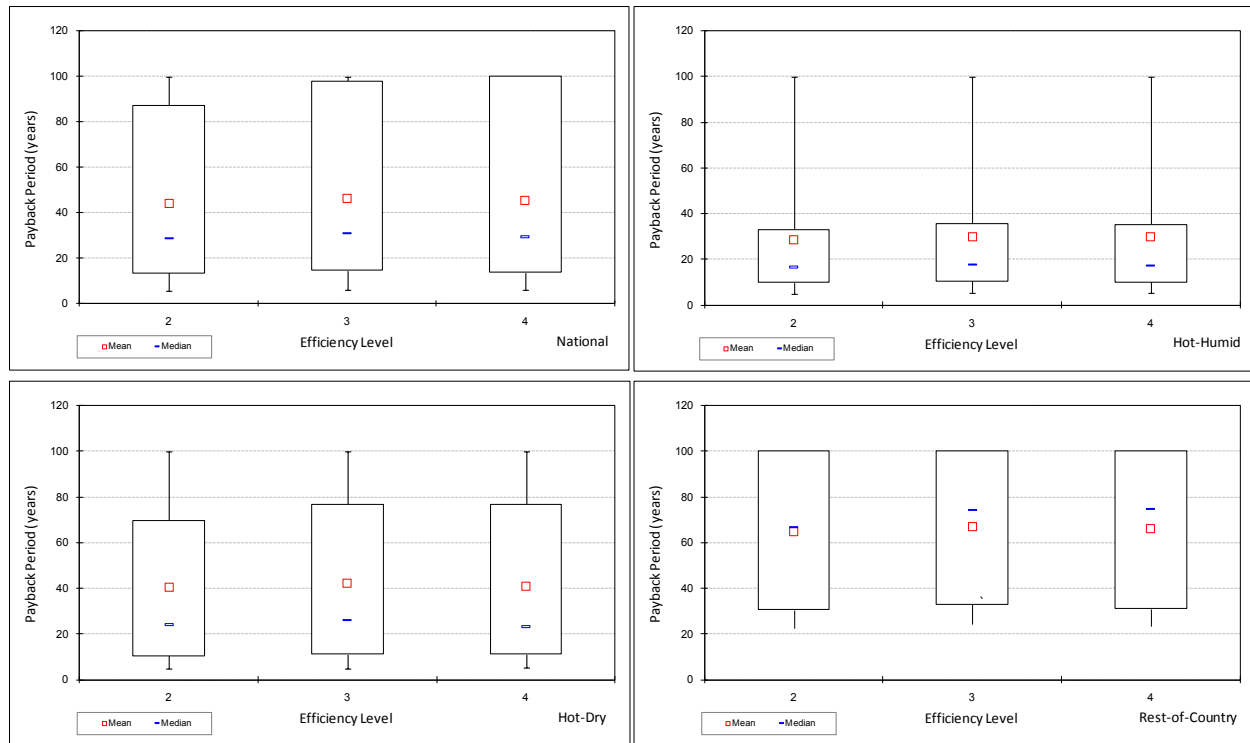 120
100
80
60
40
20
0
Payback Period (years)
2 3 4
Mean Median
Efficiency Level
National
120
100
80
60
40
20
0
Payback Period (years)
2 3 4
Mean Median
Efficiency Level
Hot-Humid
120
100
80
60
40
20
0
Payback Period (years)
2 3 4
Mean Median
Efficiency Level
Hot-Dry
120
100
80
60
40
20
0
Payback Period (years)
2 3 4
Mean Median
Efficiency Level
Rest-of-Country